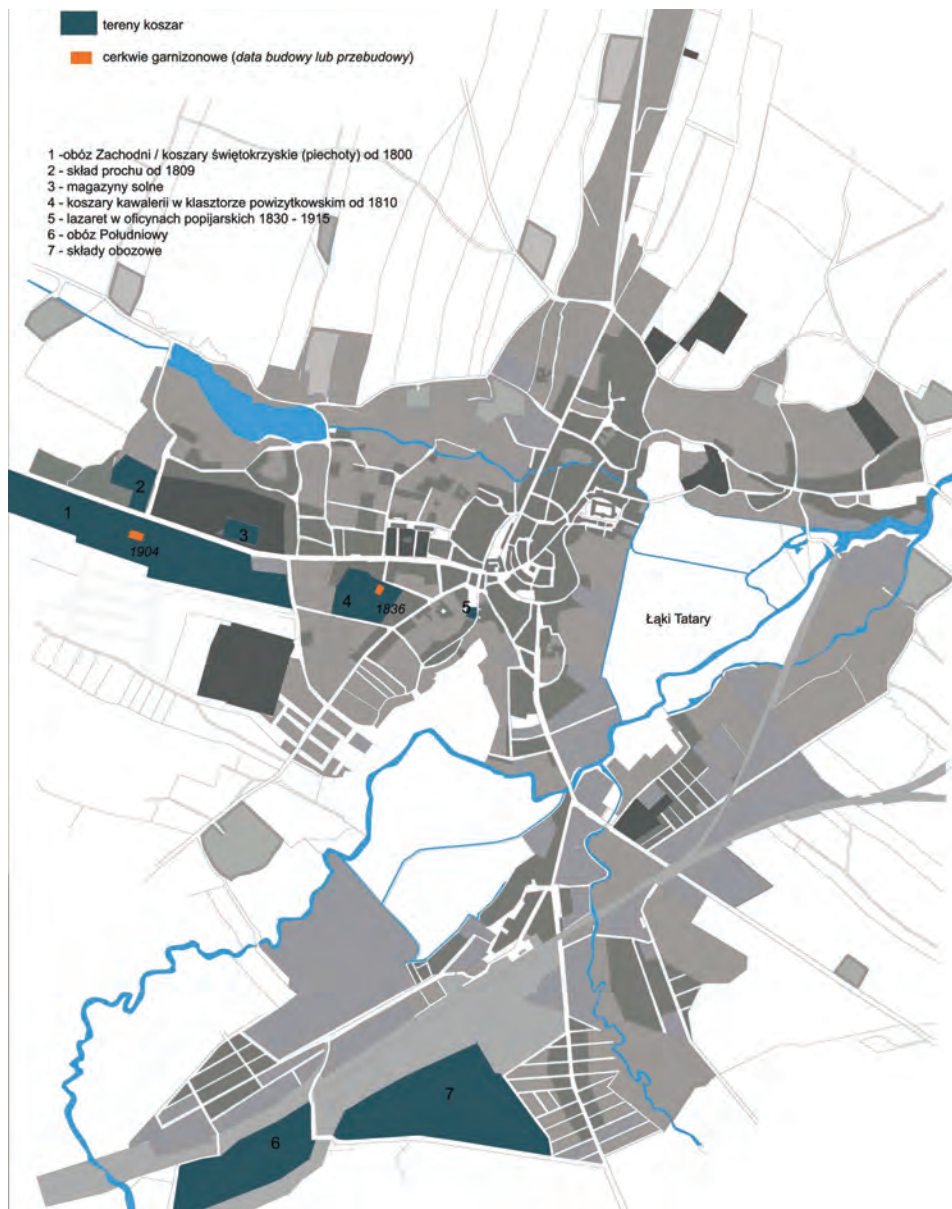 tereny koszar
cerkwie garnizonowe (data budowy lub przebudowy)
1 -obóz Zachodni / koszary świętokrzyskie (piechoty) od 1800
2 - skład prochu od 1809
3 - magazyny solne
4 - koszary kawalerii w klasztorze powizytkowskim od 1810
5 - lazaret w oficynach popijarskich 1830 - 1915
6 - obóz Południowy
7 - składy obozowe
2
1
3
1904
4
1836
5
Łąki Tatary
7
6